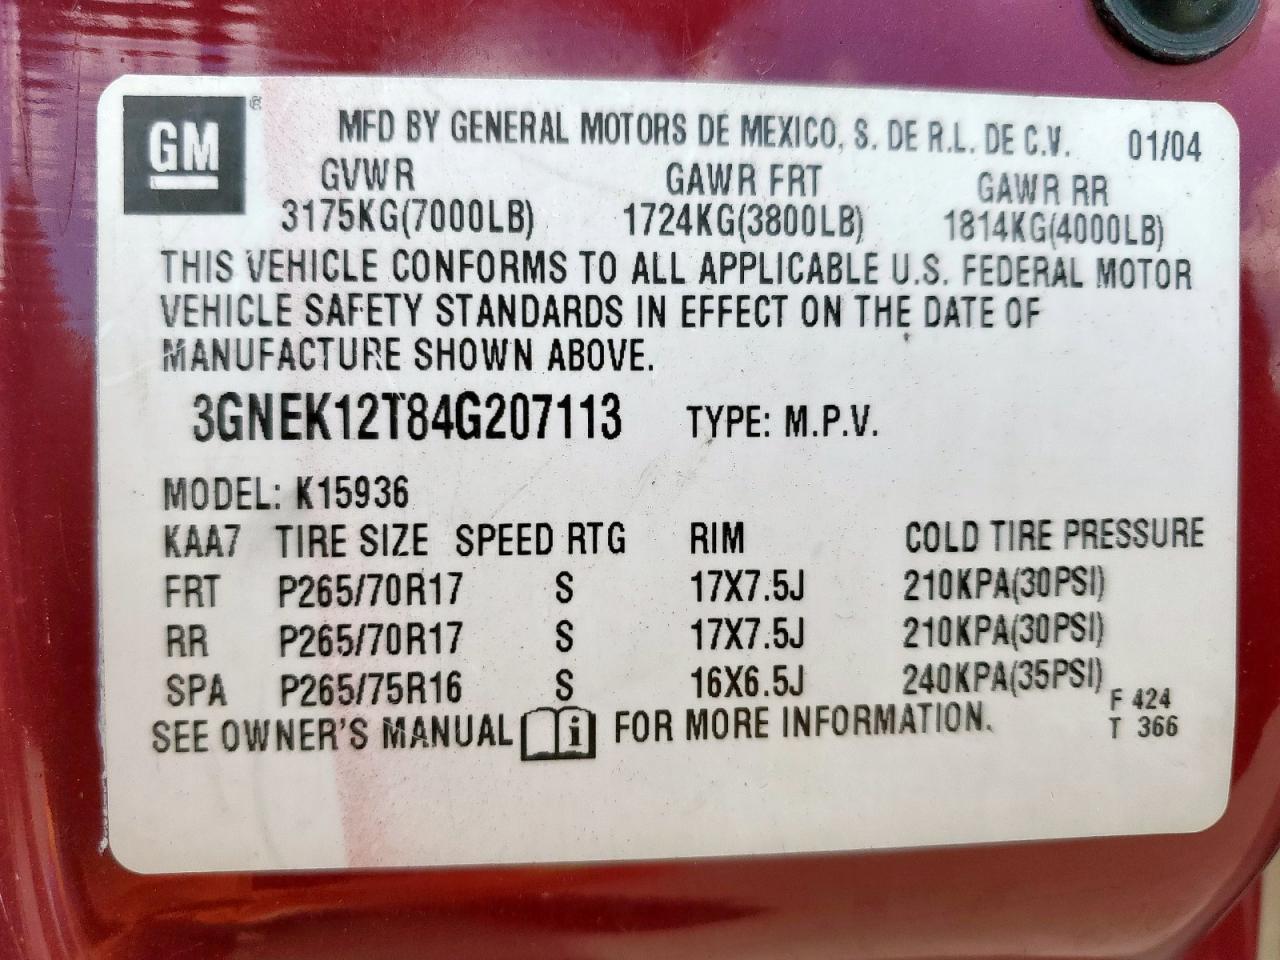 GM ®
MFD BY GENERAL MOTORS DE MEXICO, S. DE R.L. DE C.V. 01/04
GVWR GAWR FRT GAWR RR
3175KG(7000LB) 1724KG(3800LB) 1814KG(4000LB)
THIS VEHICLE CONFORMS TO ALL APPLICABLE U.S. FEDERAL MOTOR
VEHICLE SAFETY STANDARDS IN EFFECT ON THE DATE OF
MANUFACTURE SHOWN ABOVE.
3GNEK12T84G207113 TYPE: M.P.V.
MODEL: K15936
KAA7 TIRE SIZE SPEED RTG RIM COLD TIRE PRESSURE
FRT P265/70R17 S 17X7.5J 210KPA(30PSI)
RR P265/70R17 S 17X7.5J 210KPA(30PSI)
SPA P265/75R16 S 16X6.5J 240KPA(35PSI)
F 424
SEE OWNER'S MANUAL i FOR MORE INFORMATION. T 366